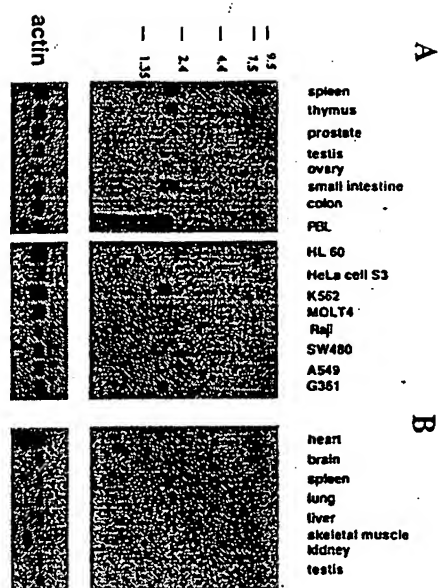 A
9.5
7.5
4.4
2.4
1.35
actin
spleen
thymus
prostate
testis
ovary
small intestine
colon
PBL
HL 60
HeLa cell S3
K562
MOLT4
Raji
SW480
A549
G361
B
heart
brain
spleen
lung
liver
skeletal muscle
kidney
testis
actin